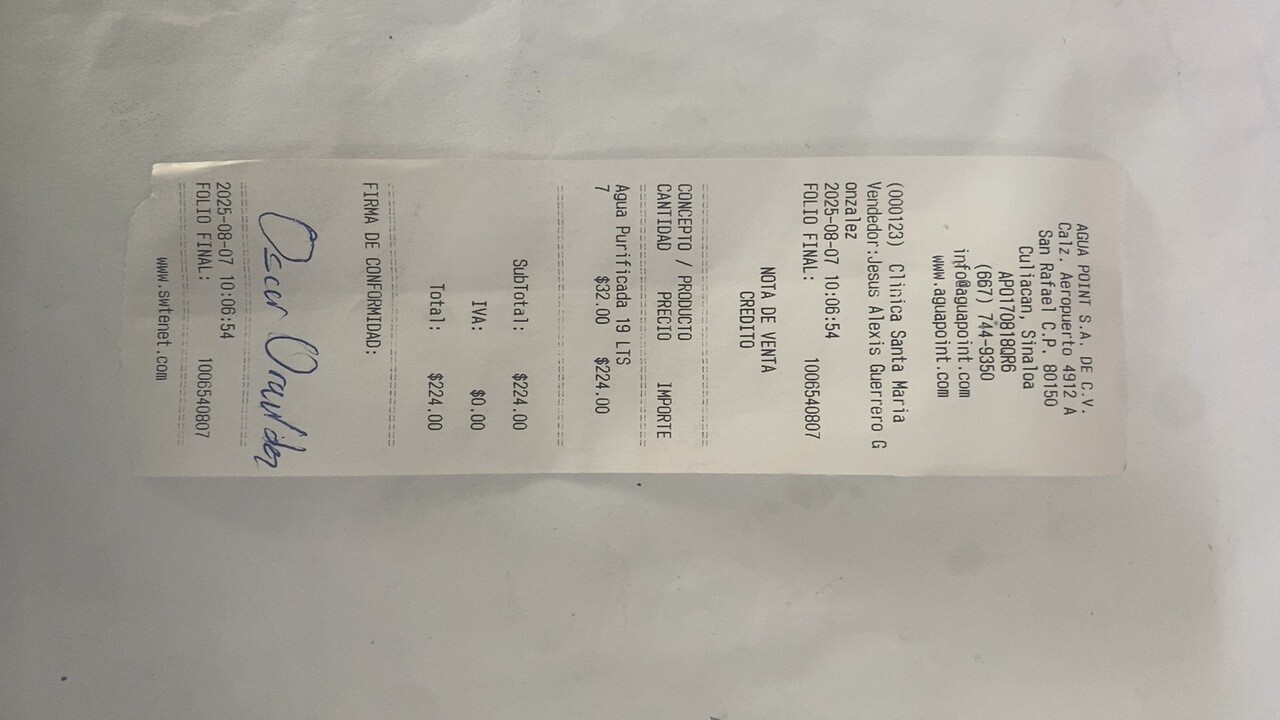 AGUA POINT S.A. DE C.V.
Calz. Aeropuerto 4912 A
San Rafael C.P. 80150
Culiacan, Sinaloa
APO170818QR6
(667) 744-9350
info@aguapoint.com
www.aguapoint.com
(000123) Clinica Santa Maria
Vendedor:Jesus Alexis Guerrero G
onzalez
2025-08-07 10:06:54
FOLIO FINAL: 1006540807
NOTA DE VENTA
CREDITO
CONCEPTO / PRODUCTO
CANTIDAD PRECIO IMPORTE
Agua Purificada 19 LTS
7 $32.00 $224.00
SubTotal: $224.00
IVA: $0.00
Total: $224.00
FIRMA DE CONFORMIDAD:
Oscar
2025-08-07 10:06:54
FOLIO FINAL: 1006540807
www.swtenet.com